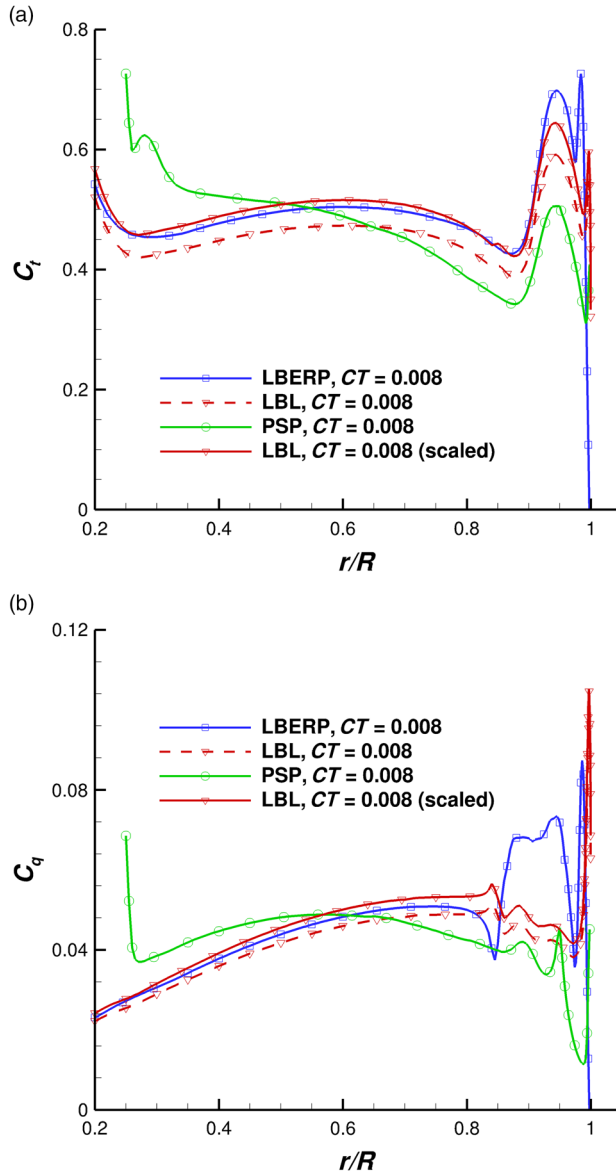 (a)
0.8
0.6
0.4
0.2
0
C_t
LBERP, CT = 0.008
LBL, CT = 0.008
PSP, CT = 0.008
LBL, CT = 0.008 (scaled)
0.2 0.4 0.6 0.8 1
r/R
(b)
0.12
0.08
0.04
0
C_q
LBERP, CT = 0.008
LBL, CT = 0.008
PSP, CT = 0.008
LBL, CT = 0.008 (scaled)
0.2 0.4 0.6 0.8 1
r/R